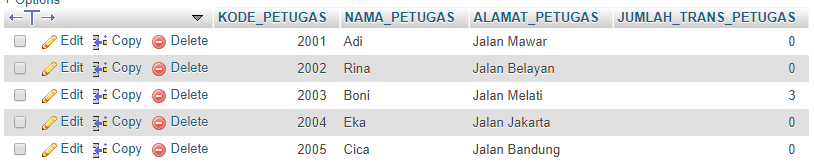 + Options
←T→ ▼ KODE_PETUGAS NAMA_PETUGAS ALAMAT_PETUGAS JUMLAH_TRANS_PETUGAS
Edit Copy Delete 2001 Adi Jalan Mawar 0
Edit Copy Delete 2002 Rina Jalan Belayan 0
Edit Copy Delete 2003 Boni Jalan Melati 3
Edit Copy Delete 2004 Eka Jalan Jakarta 0
Edit Copy Delete 2005 Cica Jalan Bandung 0